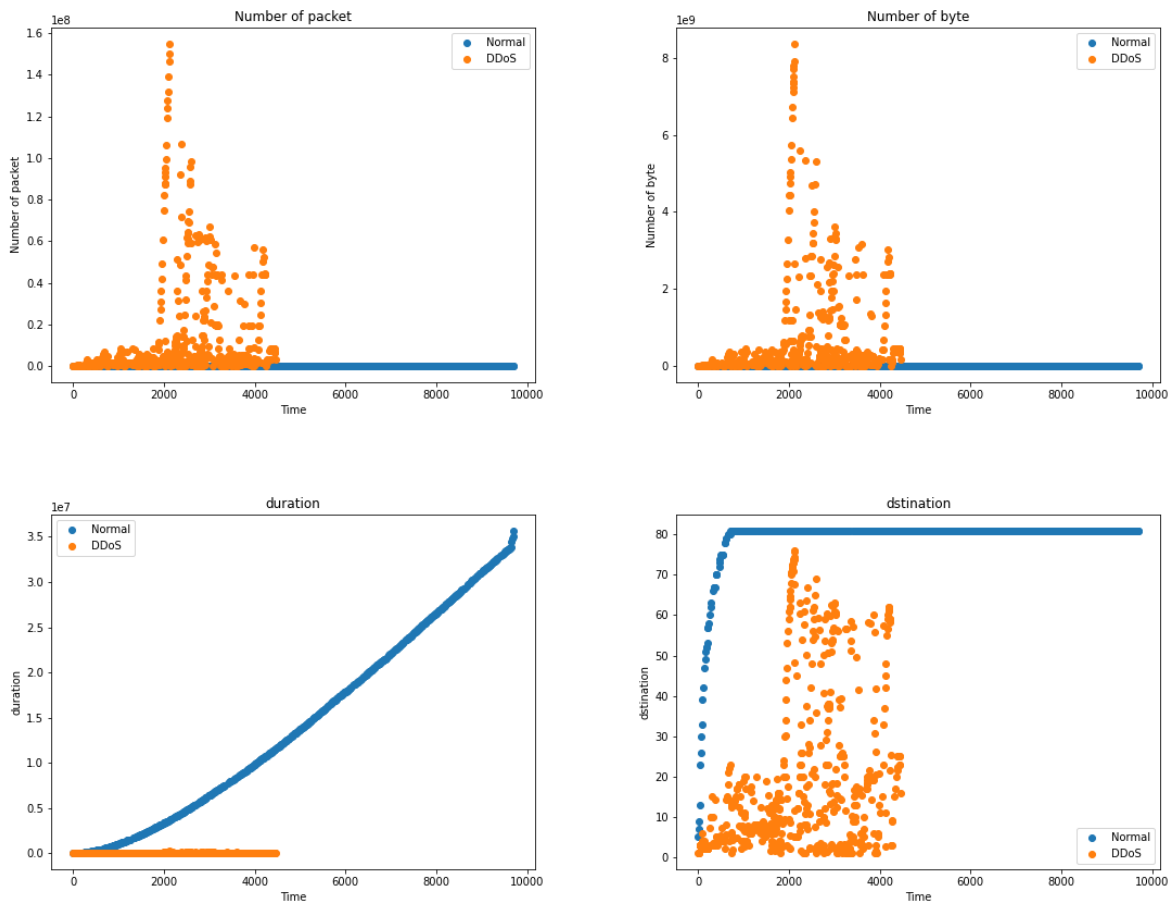 Number of packet
1e8
Number of packet
1.6
1.4
1.2
1.0
0.8
0.6
0.4
0.2
0.0
Normal
DDoS
0
2000
4000
6000
8000
10000
Time
Number of byte
1e9
Number of byte
8
6
4
2
0
Normal
DDoS
0
2000
4000
6000
8000
10000
Time
duration
1e7
duration
3.5
3.0
2.5
2.0
1.5
1.0
0.5
0.0
Normal
DDoS
0
2000
4000
6000
8000
10000
Time
dstination
dstination
80
70
60
50
40
30
20
10
0
Normal
DDoS
0
2000
4000
6000
8000
10000
Time